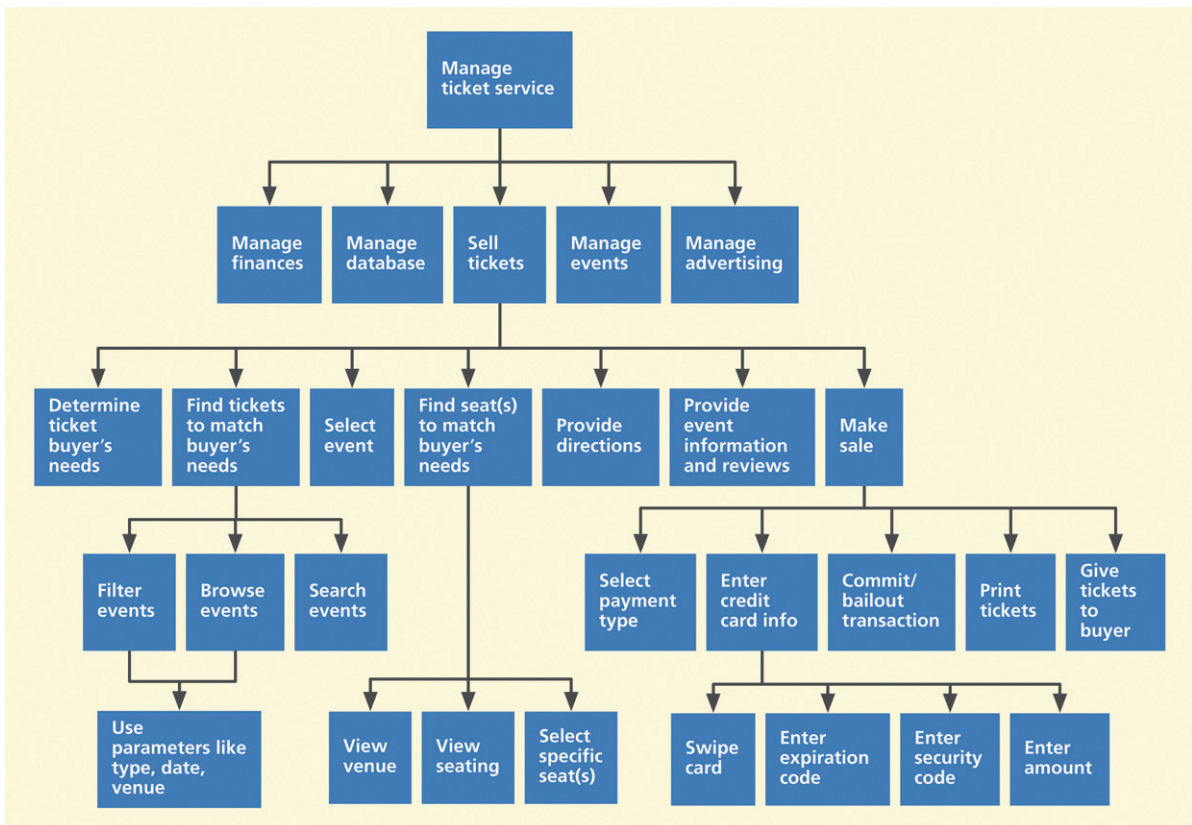 Manage
ticket service
Manage
finances
Manage
database
Sell
tickets
Manage
events
Manage
advertising
Determine
ticket
buyer’s
needs
Find tickets
to match
buyer’s
needs
Select
event
Find seat(s)
to match
buyer’s
needs
Provide
directions
Provide
event
information
and reviews
Make
sale
Filter
events
Browse
events
Search
events
Select
payment
type
Enter
credit
card info
Commit/
bailout
transaction
Print
tickets
Give
tickets
to
buyer
Use
parameters like
type, date,
venue
View
venue
View
seating
Select
specific
seat(s)
Swipe
card
Enter
expiration
code
Enter
security
code
Enter
amount